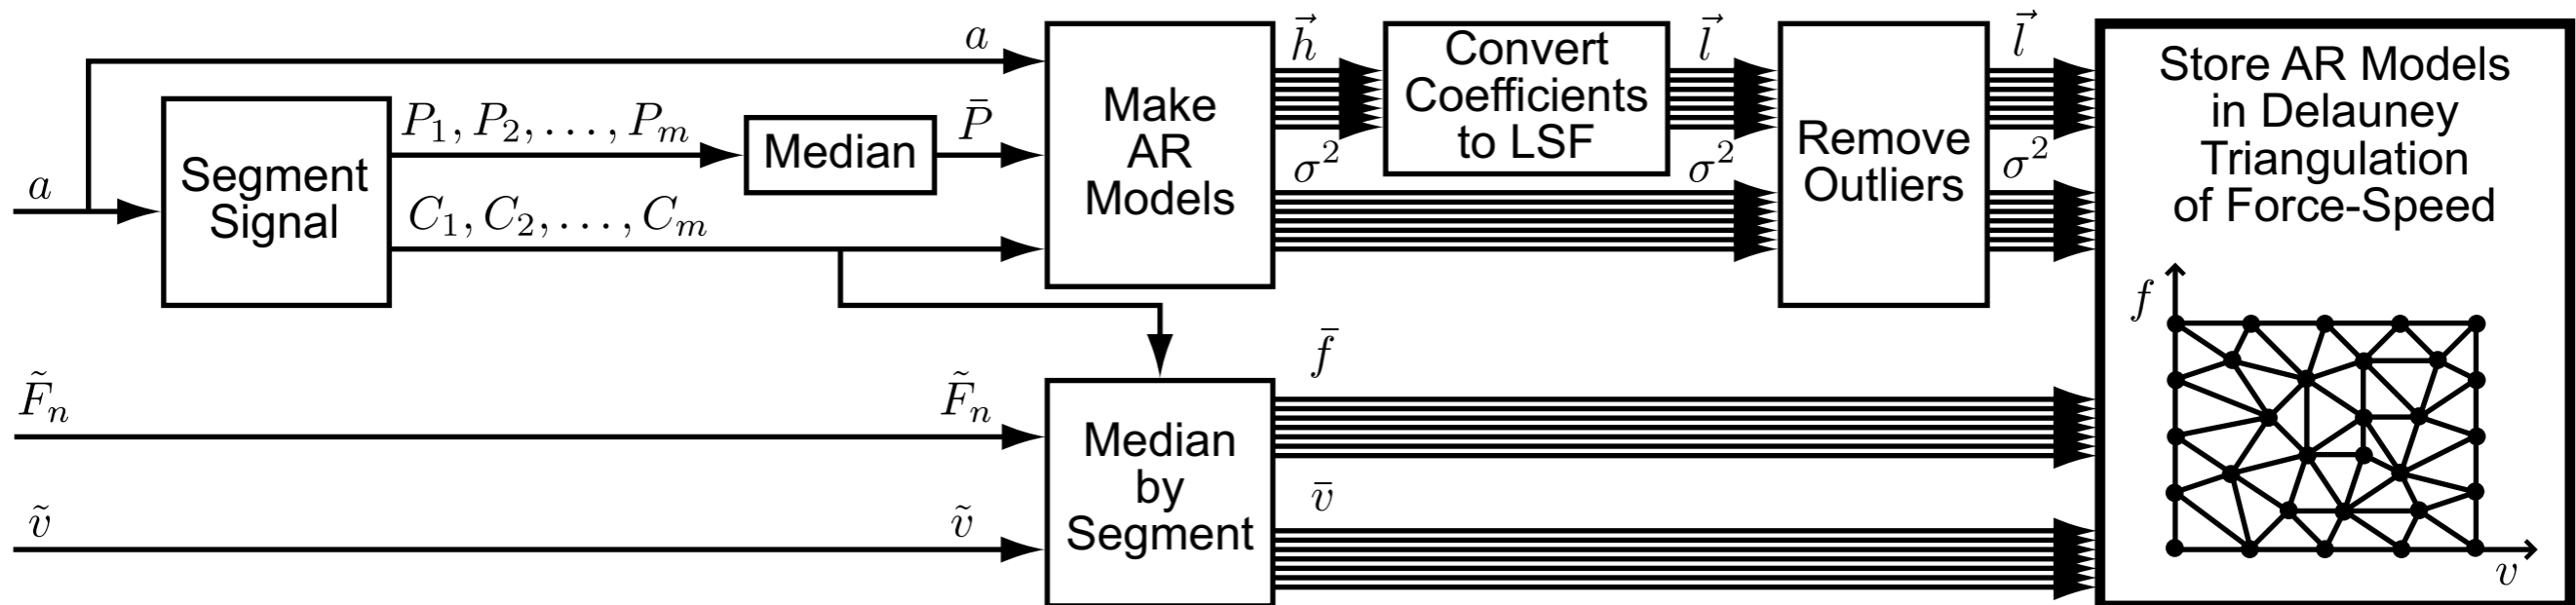 a
Segment
Signal
P₁, P₂, . . . , Pₘ
C₁, C₂, . . . , Cₘ
Median
P̄
a
Make
AR
Models
h⃗
σ²
Convert
Coefficients
to LSF
l⃗
σ²
Remove
Outliers
l⃗
σ²
Store AR Models
in Delauney
Triangulation
of Force-Speed
f
v
F̃ₙ
F̃ₙ
ṽ
ṽ
Median
by
Segment
f̄
v̄